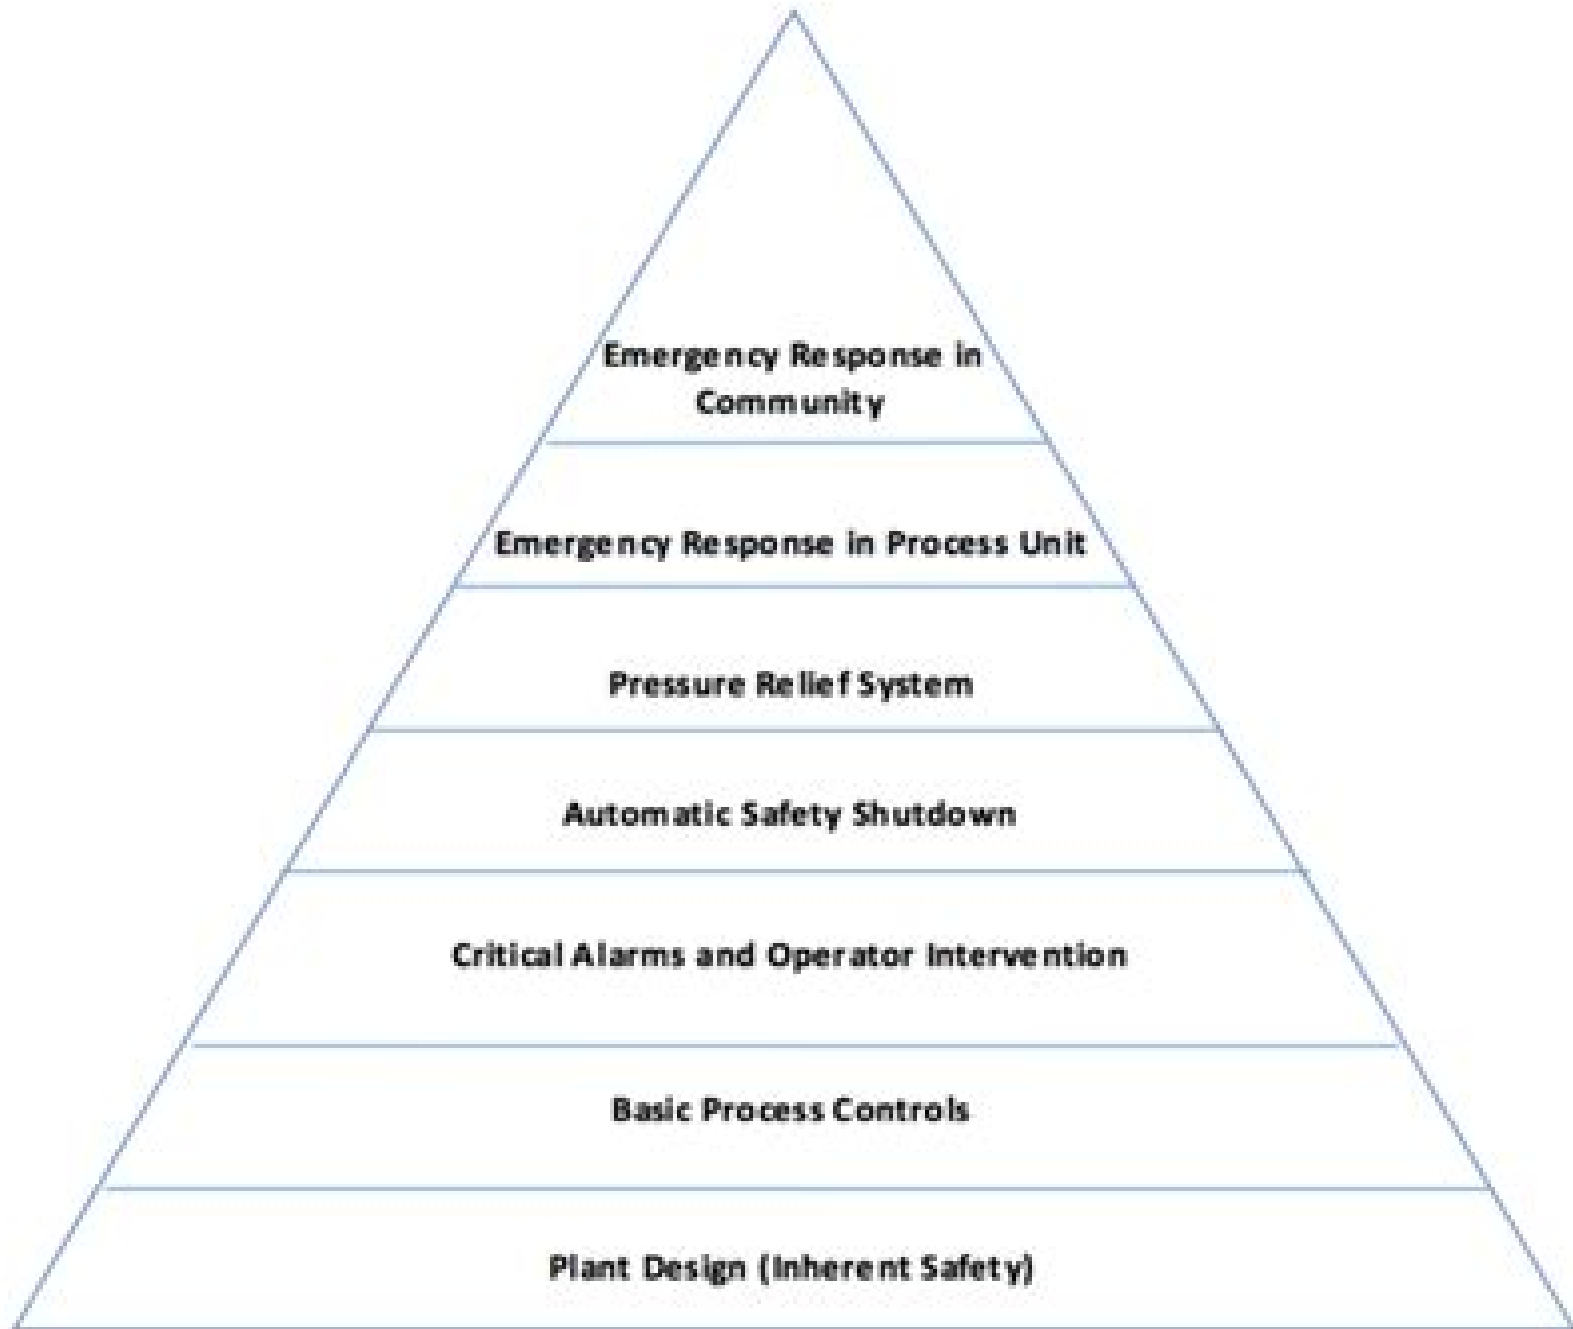 Emergency Response in
Community
Emergency Response in Process Unit
Pressure Relief System
Automatic Safety Shutdown
Critical Alarms and Operator Intervention
Basic Process Controls
Plant Design (Inherent Safety)